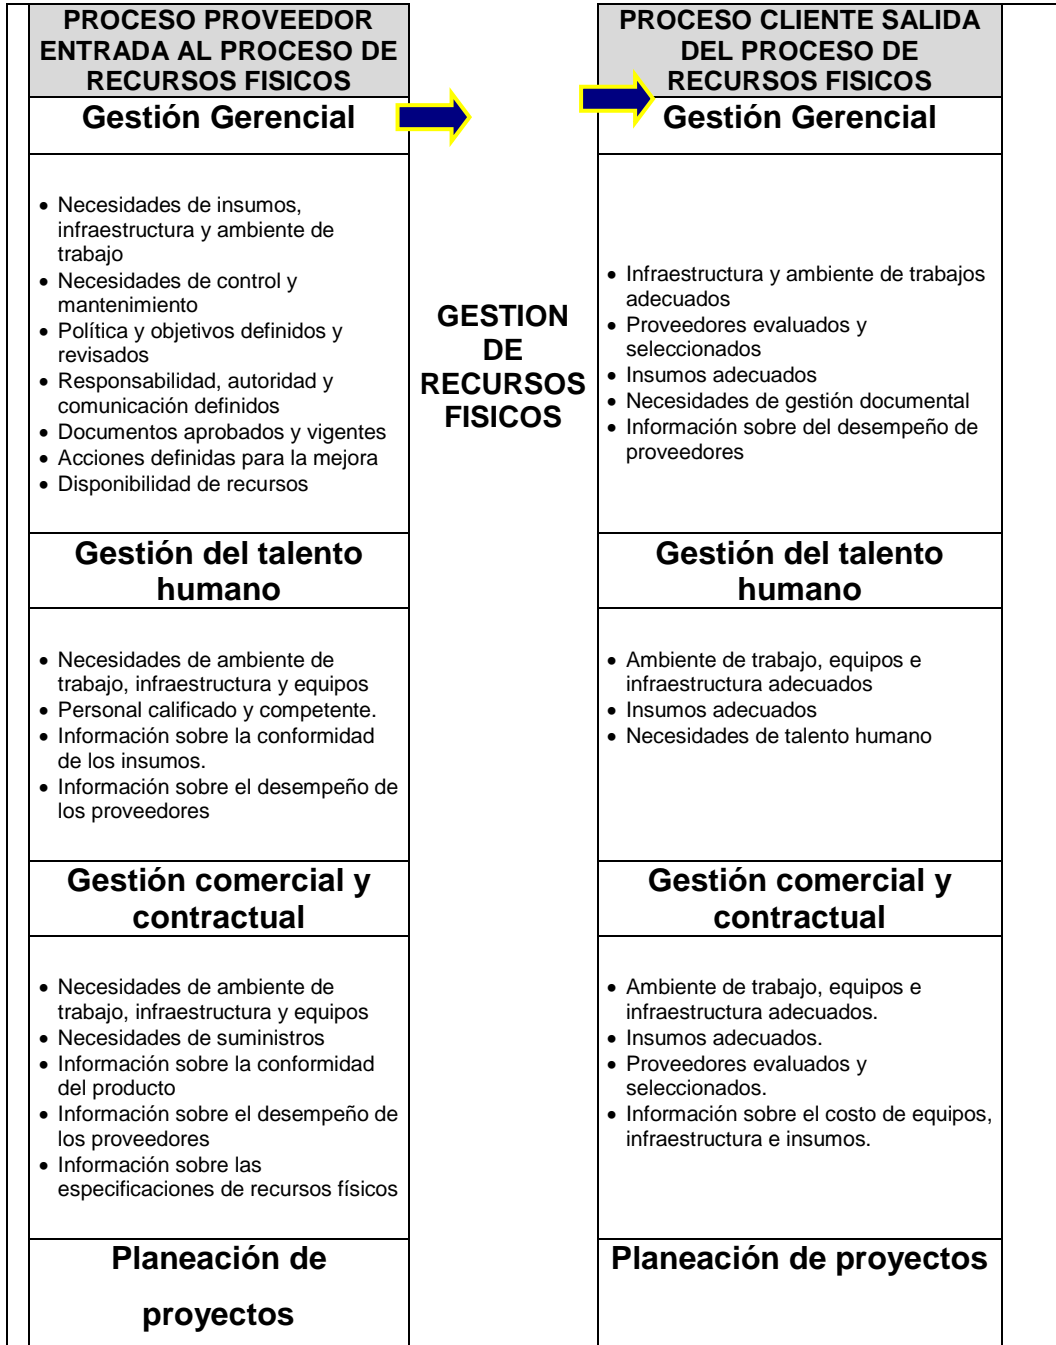 PROCESO PROVEEDOR
ENTRADA AL PROCESO DE
RECURSOS FISICOS
Gestión Gerencial
• Necesidades de insumos,
infraestructura y ambiente de
trabajo
• Necesidades de control y
mantenimiento
• Política y objetivos definidos y
revisados
• Responsabilidad, autoridad y
comunicación definidos
• Documentos aprobados y vigentes
• Acciones definidas para la mejora
• Disponibilidad de recursos
Gestión del talento
humano
• Necesidades de ambiente de
trabajo, infraestructura y equipos
• Personal calificado y competente.
• Información sobre la conformidad
de los insumos.
• Información sobre el desempeño de
los proveedores
Gestión comercial y
contractual
• Necesidades de ambiente de
trabajo, infraestructura y equipos
• Necesidades de suministros
• Información sobre la conformidad
del producto
• Información sobre el desempeño de
los proveedores
• Información sobre las
especificaciones de recursos físicos
Planeación de
proyectos
GESTION
DE
RECURSOS
FISICOS
PROCESO CLIENTE SALIDA
DEL PROCESO DE
RECURSOS FISICOS
Gestión Gerencial
• Infraestructura y ambiente de trabajos
adecuados
• Proveedores evaluados y
seleccionados
• Insumos adecuados
• Necesidades de gestión documental
• Información sobre del desempeño de
proveedores
Gestión del talento
humano
• Ambiente de trabajo, equipos e
infraestructura adecuados
• Insumos adecuados
• Necesidades de talento humano
Gestión comercial y
contractual
• Ambiente de trabajo, equipos e
infraestructura adecuados.
• Insumos adecuados.
• Proveedores evaluados y
seleccionados.
• Información sobre el costo de equipos,
infraestructura e insumos.
Planeación de proyectos